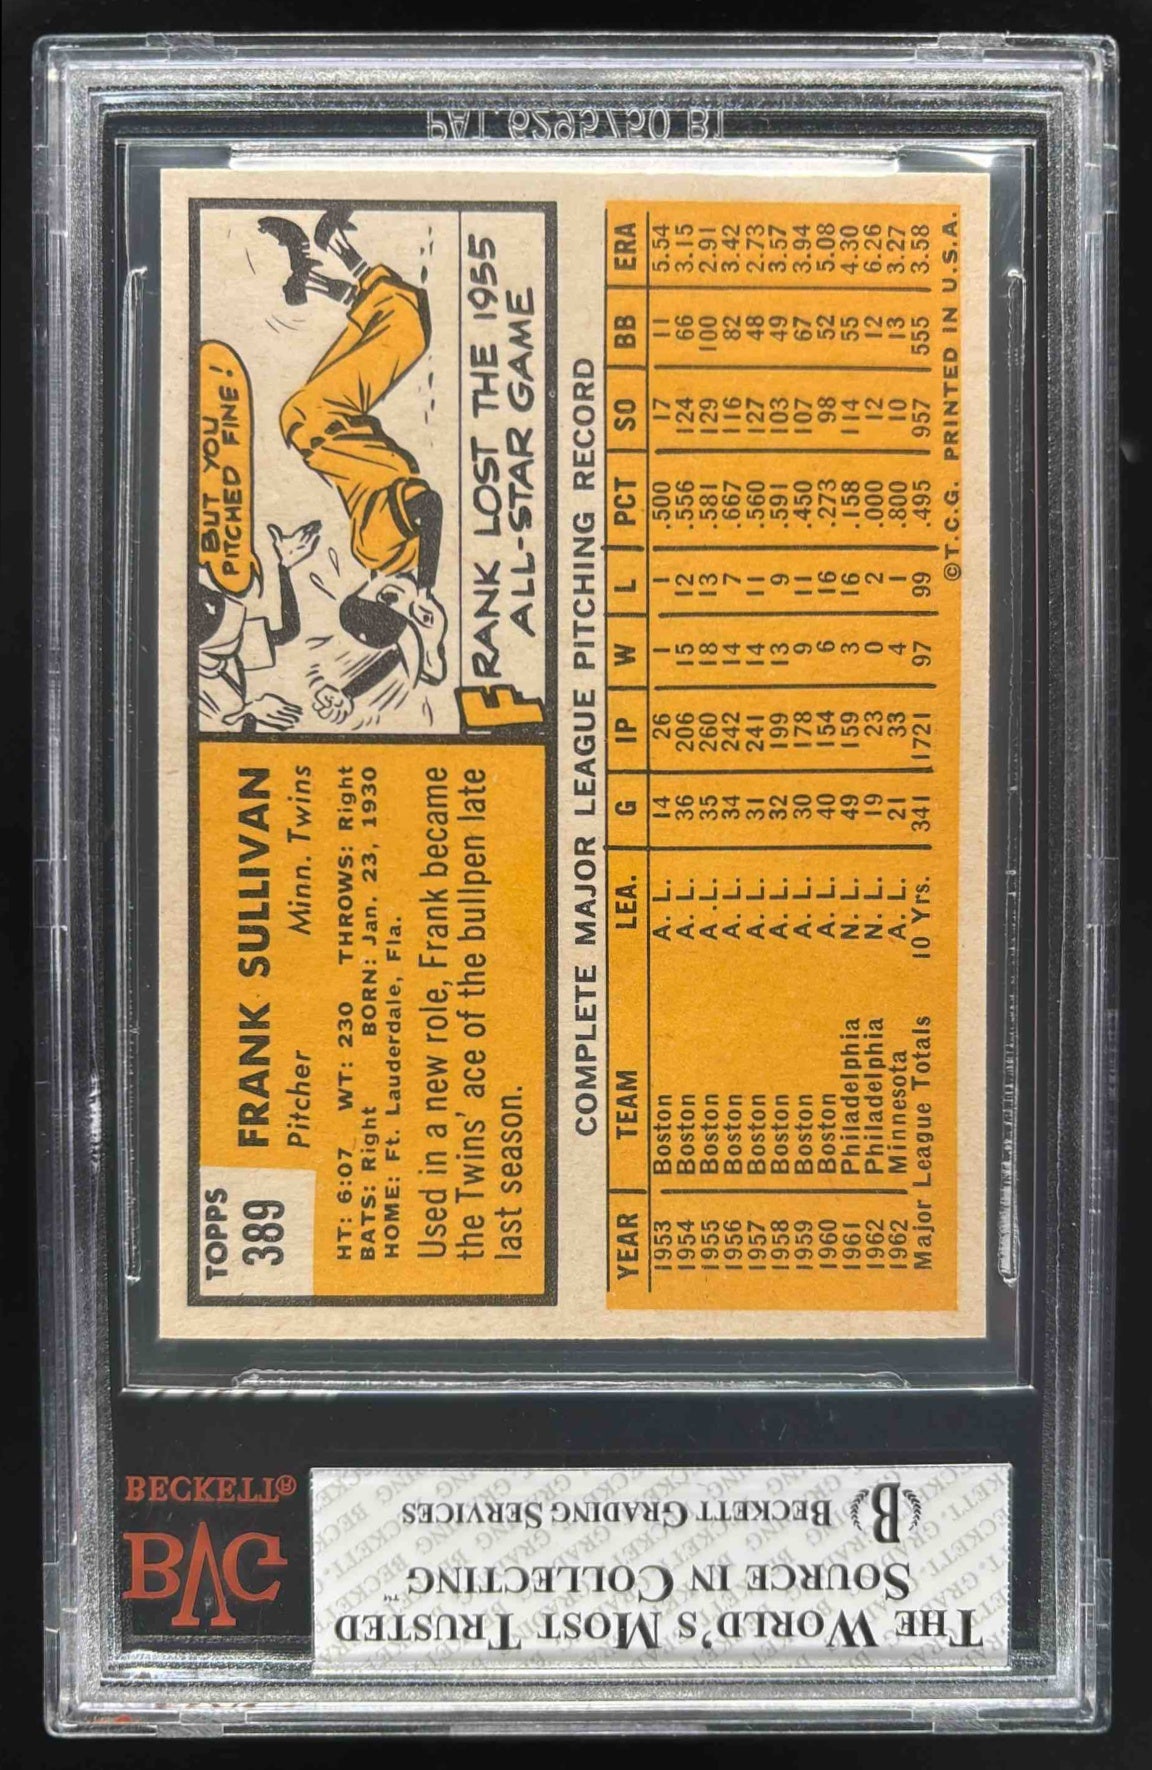 PAT. 6295750 B1
TOPPS
389
FRANK SULLIVAN
Pitcher Minn. Twins
HT: 6:07 WT: 230 THROWS: Right
BATS: Right BORN: Jan. 23, 1930
HOME: Ft. Lauderdale, Fla.
Used in a new role, Frank became
the Twins' ace of the bullpen late
last season.
BUT YOU
PITCHED FINE!
FRANK LOST THE 1955
ALL-STAR GAME
COMPLETE MAJOR LEAGUE PITCHING RECORD
YEAR TEAM LEA. G IP W L PCT SO BB ERA
1953 Boston A. L. 14 26 1 1 .500 17 11 5.54
1954 Boston A. L. 36 206 15 12 .556 124 66 3.15
1955 Boston A. L. 35 260 18 13 .581 129 100 2.91
1956 Boston A. L. 34 242 14 7 .667 116 82 3.42
1957 Boston A. L. 31 241 14 11 .560 127 48 2.73
1958 Boston A. L. 32 199 13 9 .591 103 49 3.57
1959 Boston A. L. 30 178 9 11 .450 107 67 3.94
1960 Boston A. L. 40 154 6 16 .273 98 52 5.08
1961 Philadelphia N. L. 49 159 3 16 .158 114 55 4.30
1962 Philadelphia N. L. 19 23 0 2 .000 12 12 6.26
1962 Minnesota A. L. 21 33 4 1 .800 10 13 3.27
Major League Totals 10 Yrs. 341 1721 97 99 .495 957 555 3.58
©T.C.G. PRINTED IN U.S.A.
THE WORLD'S MOST TRUSTED
SOURCE IN COLLECTING™
B BECKETT GRADING SERVICES
BECKETT®
BVG